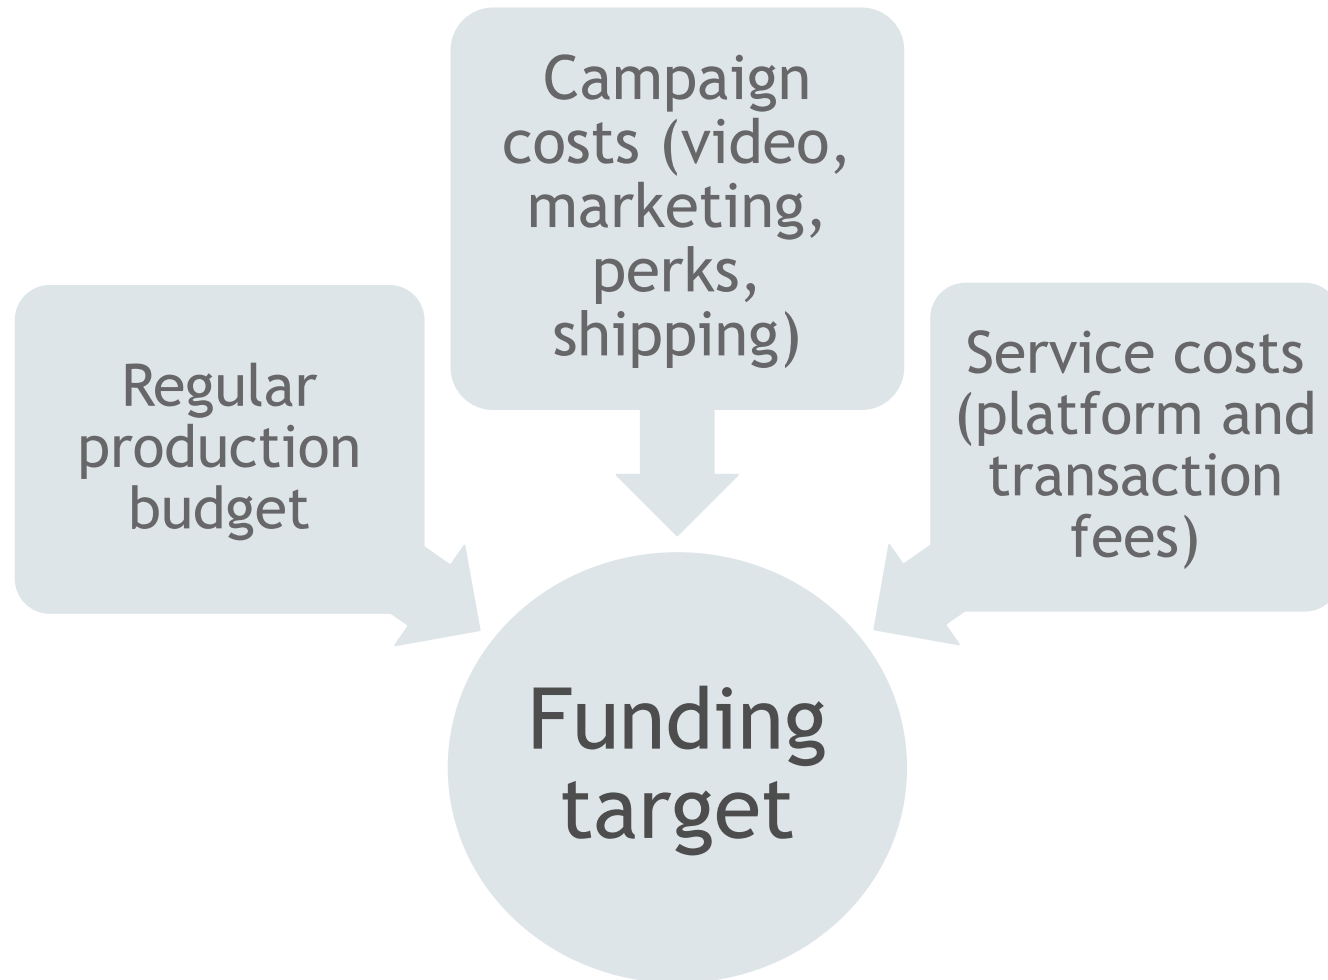 Campaign
costs (video,
marketing,
perks,
shipping)
Regular
production
budget
Service costs
(platform and
transaction
fees)
Funding
target